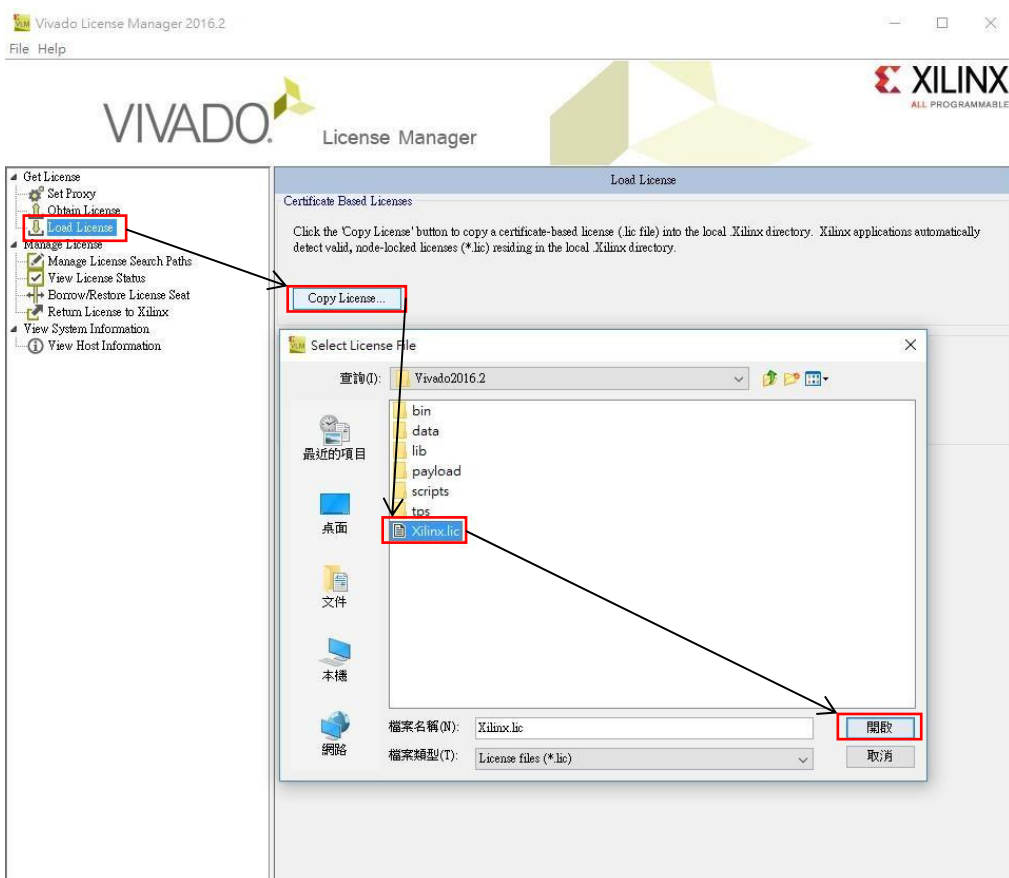 Vivado License Manager 2016.2
File Help
XILINX
ALL PROGRAMMABLE
VIVADO.
License Manager
Get License
Set Proxy
Obtain License
Load License
Manage License
Manage License Search Paths
View License Status
Borrow/Restore License Seat
Return License to Xilinx
View System Information
View Host Information
Load License
Certificate Based Licenses
Click the 'Copy License' button to copy a certificate-based license (.lic file) into the local .Xilinx directory. Xilinx applications automatically
detect valid, node-locked licenses (*.lic) residing in the local .Xilinx directory.
Copy License...
Select License File
查詢(I):
Vivado2016.2
bin
data
lib
payload
scripts
tps
Xilinx.lic
最近的項目
桌面
文件
本機
網路
檔案名稱(N):
Xilinx.lic
開啟
檔案類型(T):
License files (*.lic)
取消